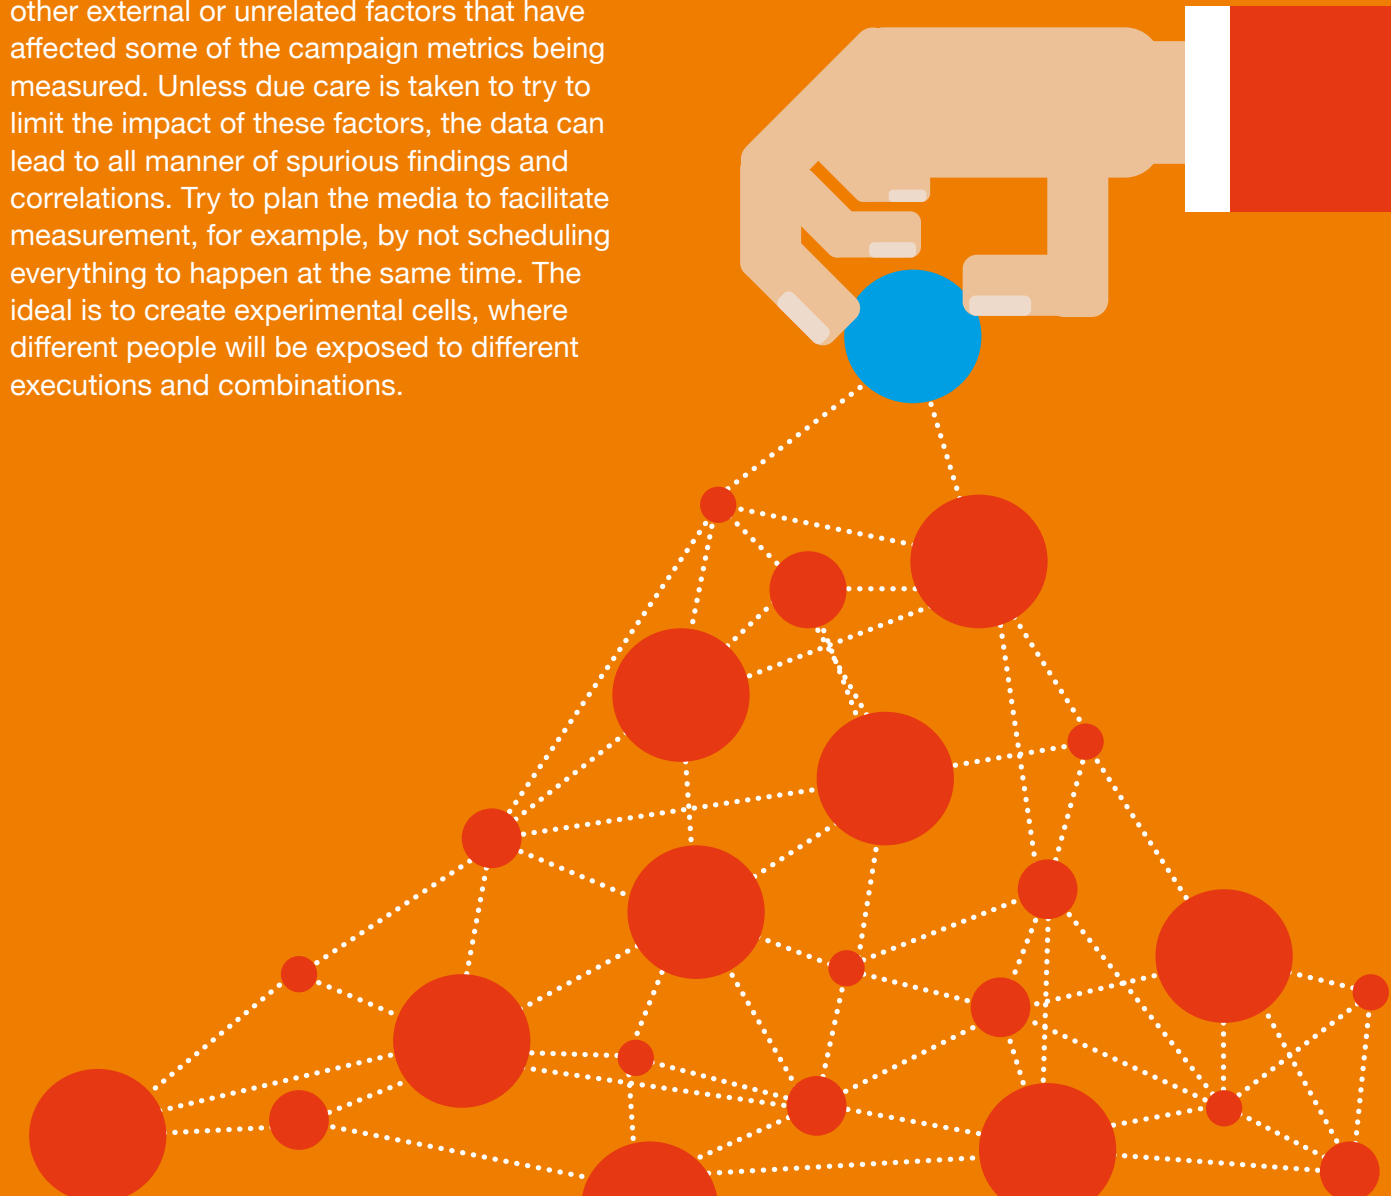 other external or unrelated factors that have
affected some of the campaign metrics being
measured. Unless due care is taken to try to
limit the impact of these factors, the data can
lead to all manner of spurious findings and
correlations. Try to plan the media to facilitate
measurement, for example, by not scheduling
everything to happen at the same time. The
ideal is to create experimental cells, where
different people will be exposed to different
executions and combinations.